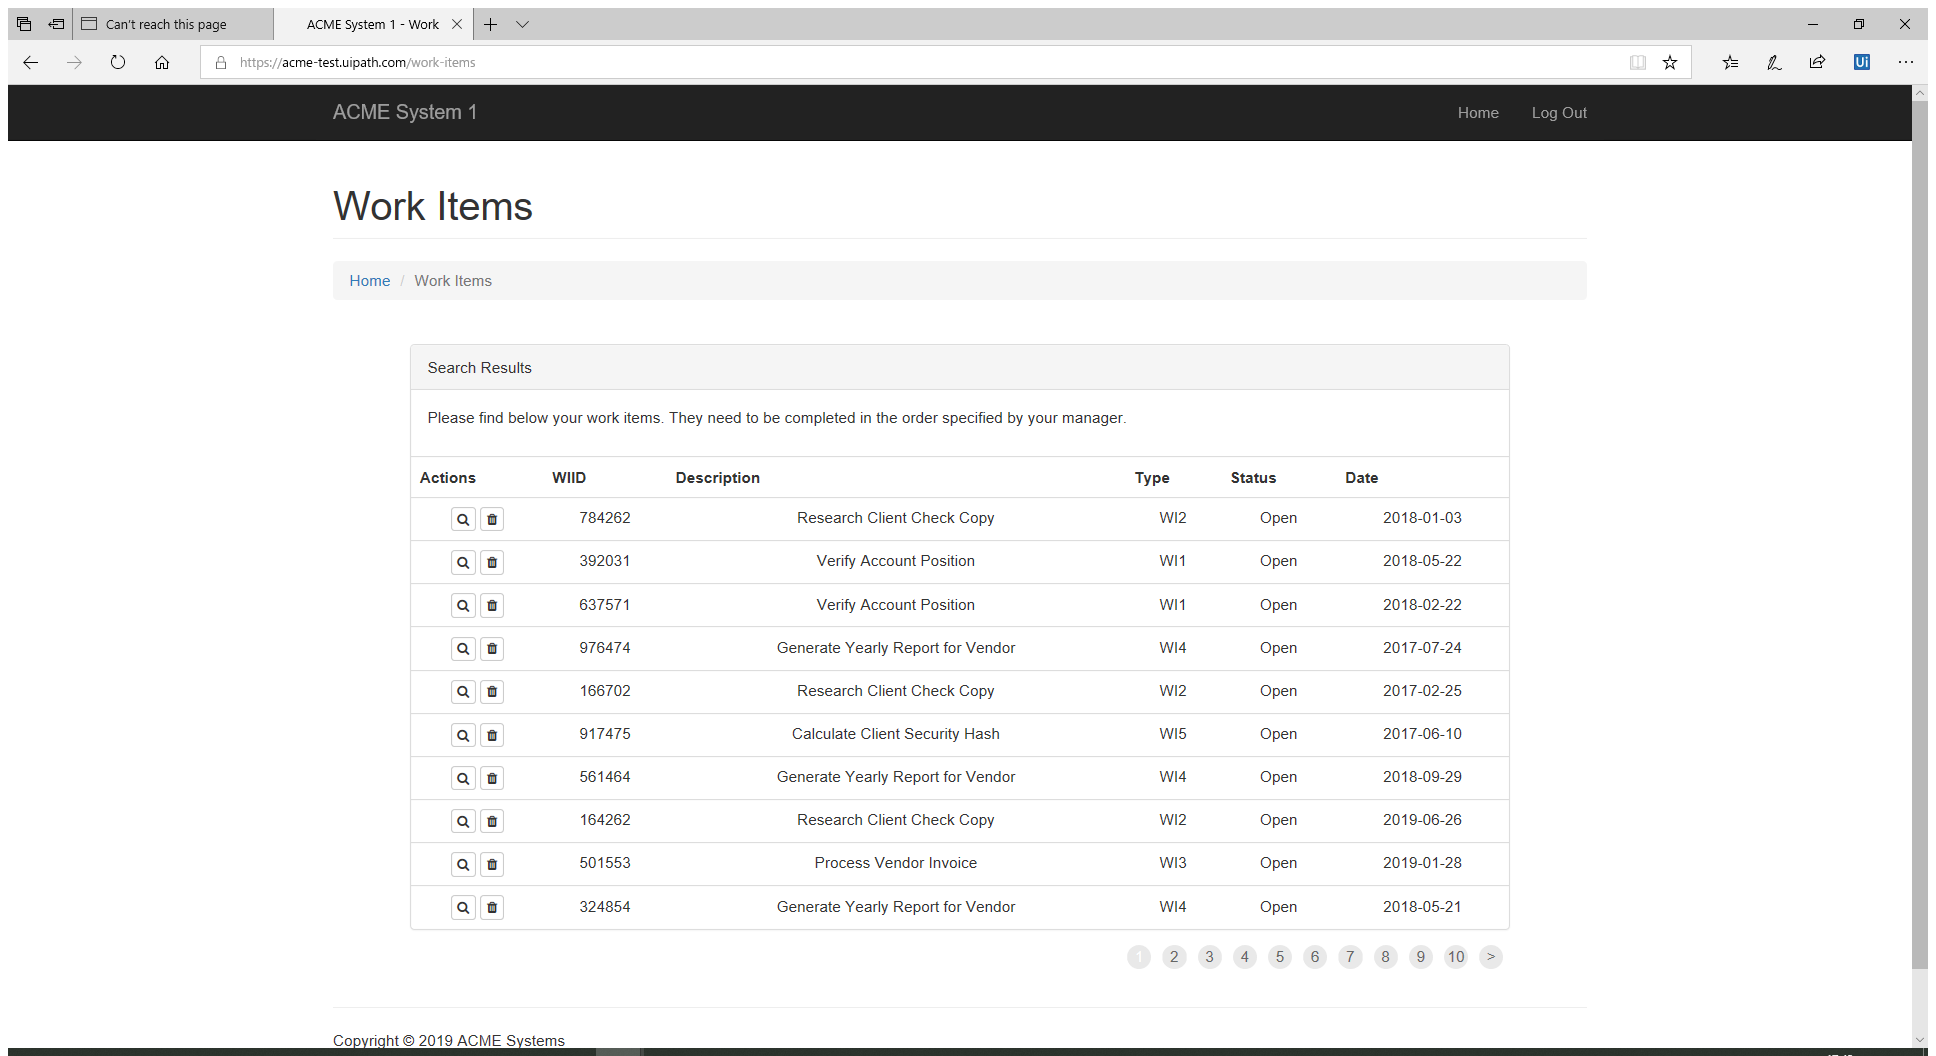 Can't reach this page
ACME System 1 - Work
https://acme-test.uipath.com/work-items
Ui
ACME System 1
Home
Log Out
Work Items
Home / Work Items
Search Results
Please find below your work items. They need to be completed in the order specified by your manager.
Actions WIID Description Type Status Date
784262 Research Client Check Copy WI2 Open 2018-01-03
392031 Verify Account Position WI1 Open 2018-05-22
637571 Verify Account Position WI1 Open 2018-02-22
976474 Generate Yearly Report for Vendor WI4 Open 2017-07-24
166702 Research Client Check Copy WI2 Open 2017-02-25
917475 Calculate Client Security Hash WI5 Open 2017-06-10
561464 Generate Yearly Report for Vendor WI4 Open 2018-09-29
164262 Research Client Check Copy WI2 Open 2019-06-26
501553 Process Vendor Invoice WI3 Open 2019-01-28
324854 Generate Yearly Report for Vendor WI4 Open 2018-05-21
1 2 3 4 5 6 7 8 9 10 >
Copyright © 2019 ACME Systems